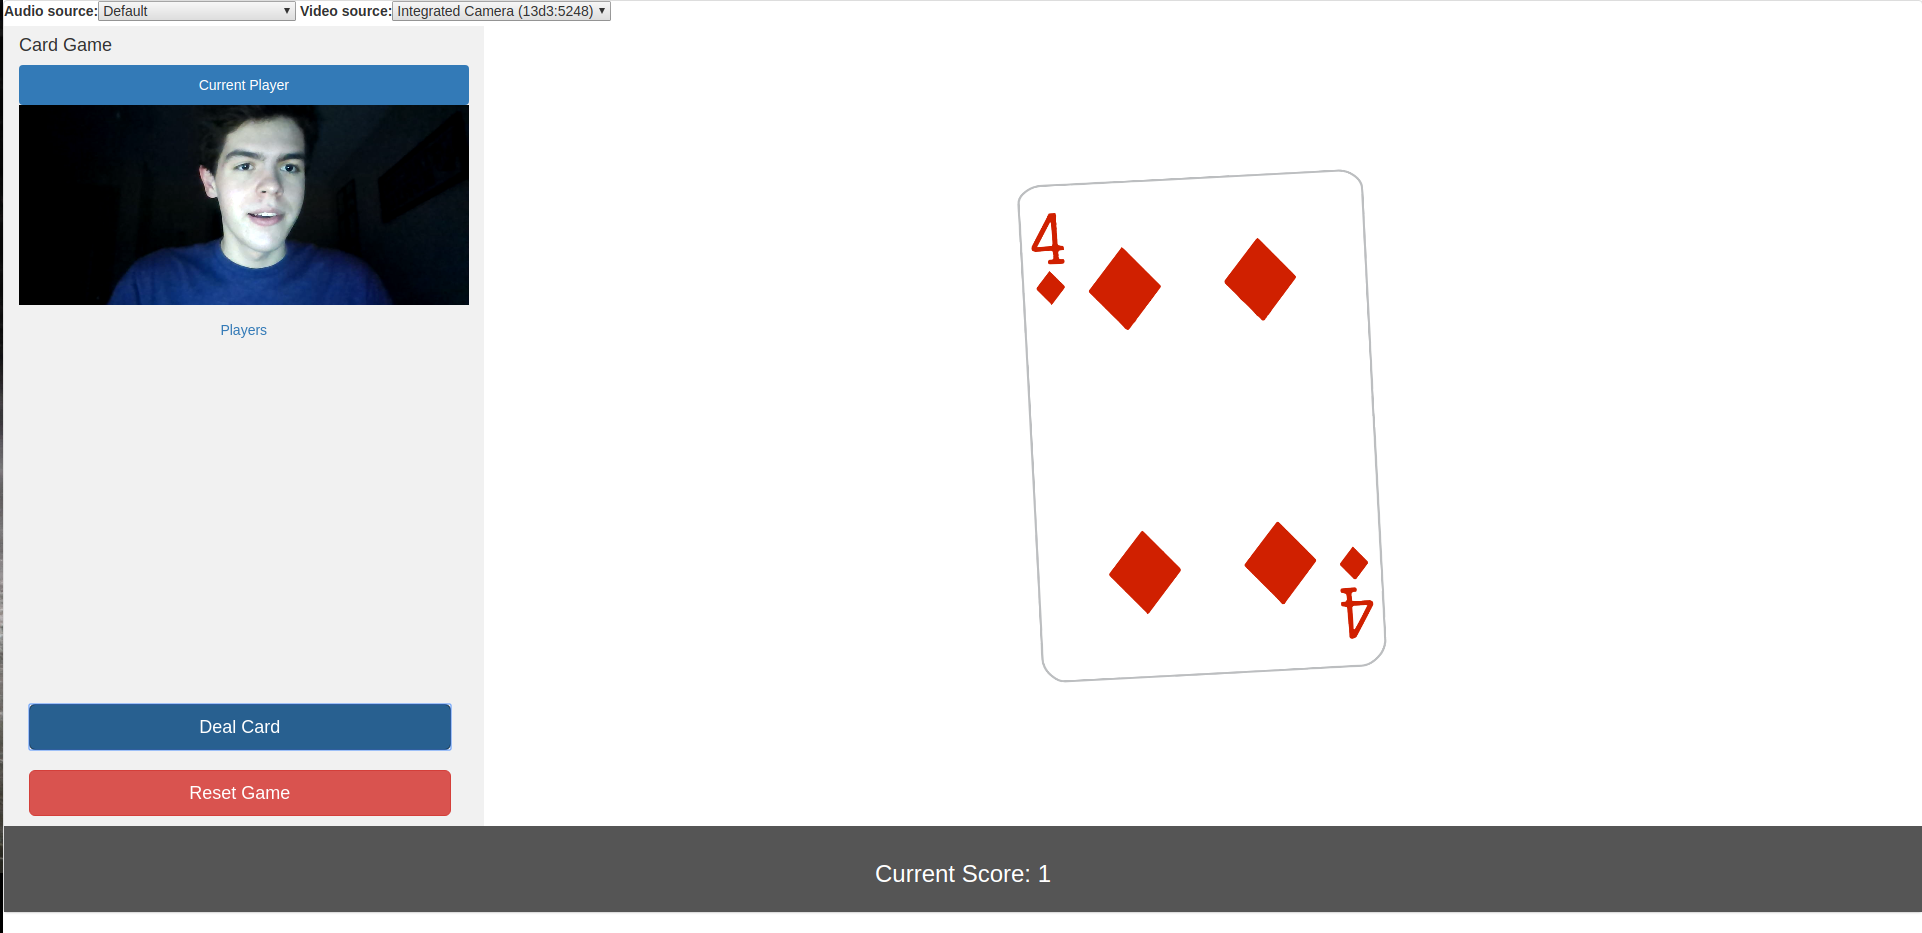 Audio source: Default Video source: Integrated Camera (13d3:5248)
Card Game
Current Player
Players
4
4
Deal Card
Reset Game
Current Score: 1